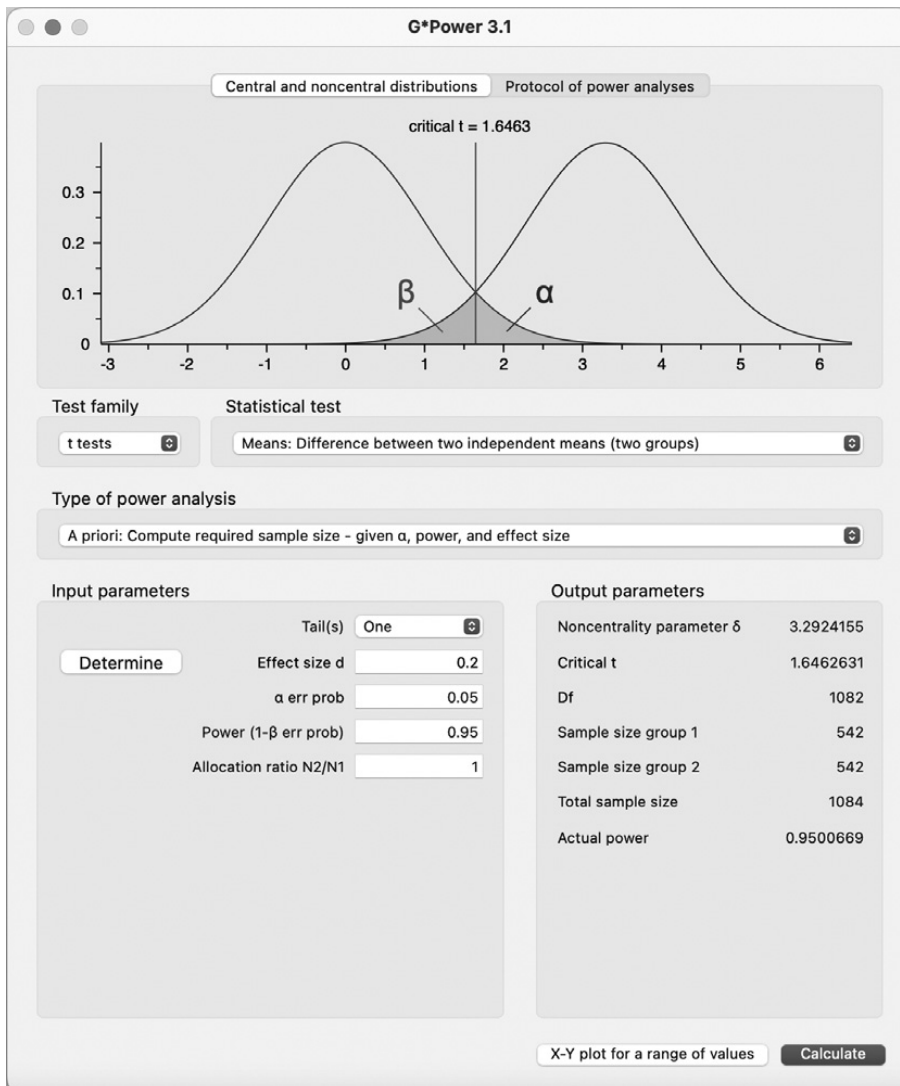 G*Power 3.1
Central and noncentral distributions Protocol of power analyses
critical t = 1.6463
0.3
0.2
0.1
0
β α
-3 -2 -1 0 1 2 3 4 5 6
Test family Statistical test
t tests Means: Difference between two independent means (two groups)
Type of power analysis
A priori: Compute required sample size - given α, power, and effect size
Input parameters Output parameters
Tail(s) One Noncentrality parameter δ 3.2924155
Determine Effect size d 0.2 Critical t 1.6462631
α err prob 0.05 Df 1082
Power (1-β err prob) 0.95 Sample size group 1 542
Allocation ratio N2/N1 1 Sample size group 2 542
Total sample size 1084
Actual power 0.9500669
X-Y plot for a range of values Calculate